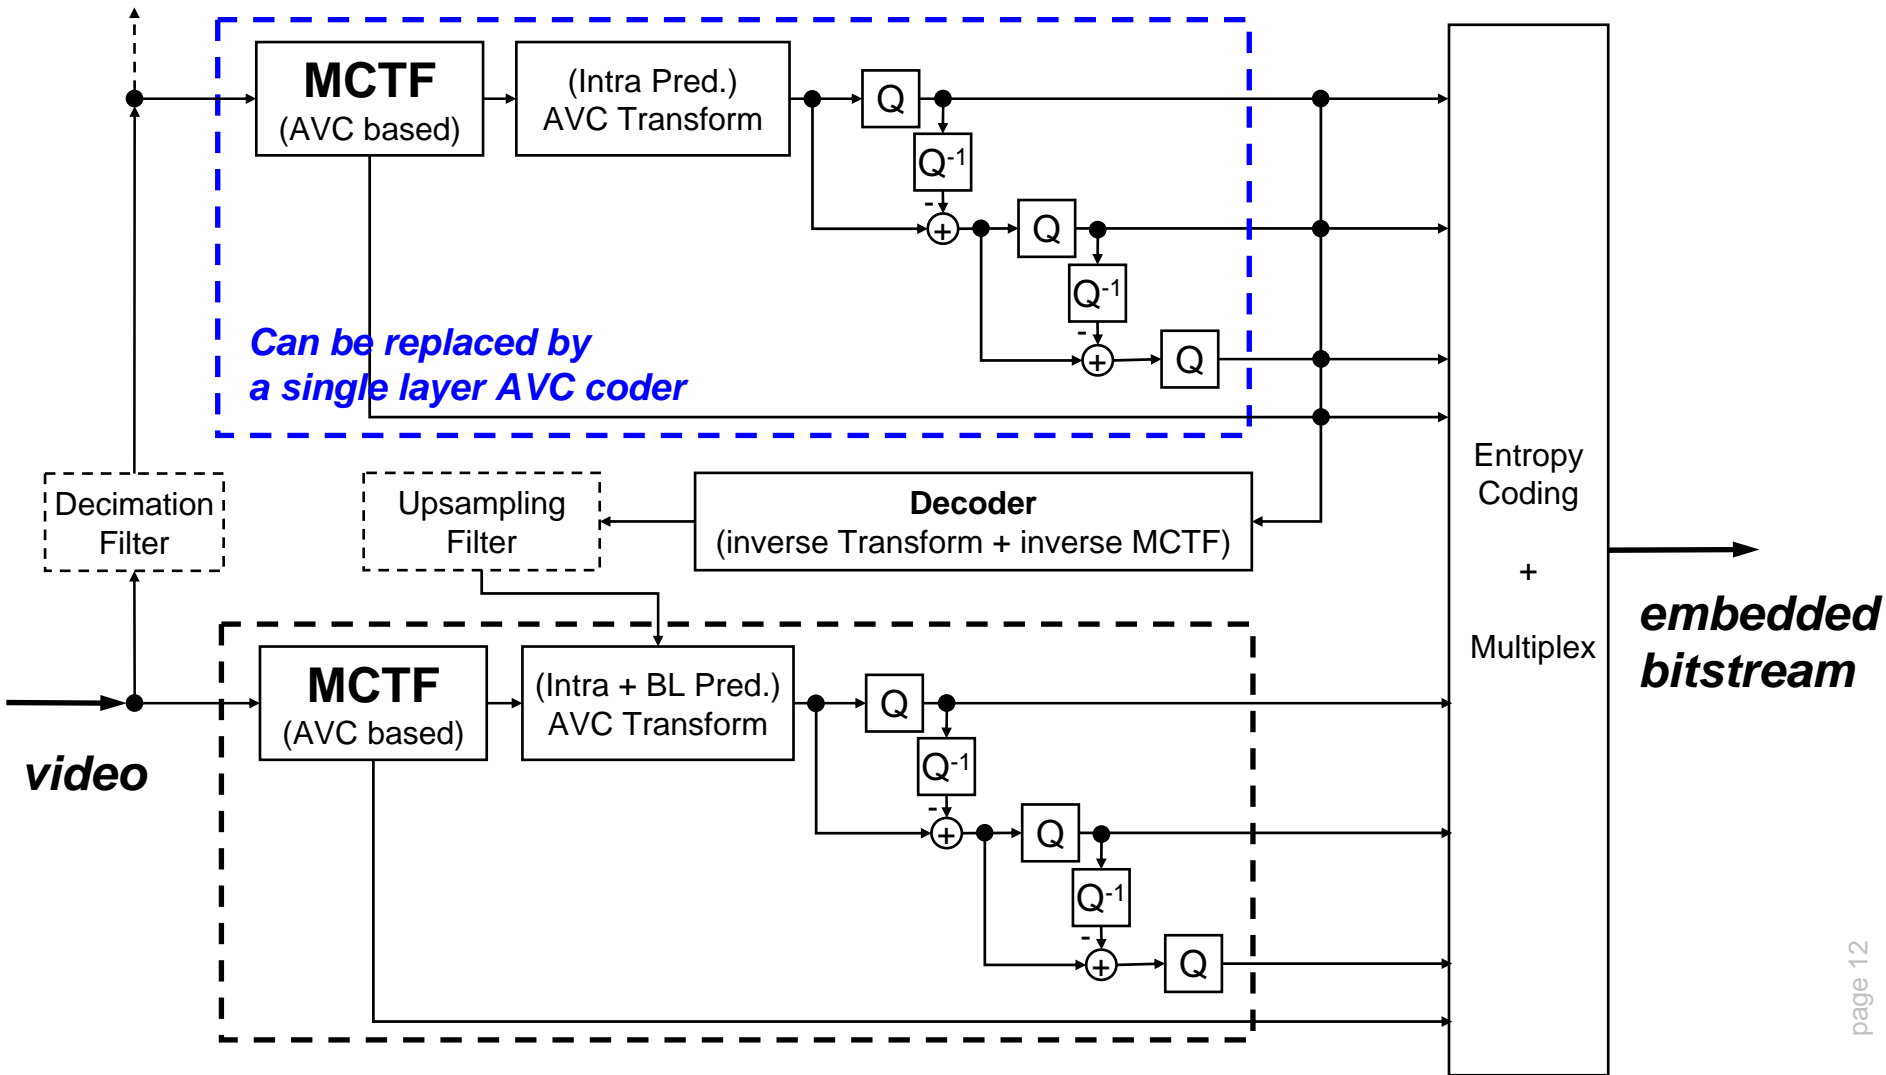 MCTF
(AVC based)
(Intra Pred.)
AVC Transform
Q
Q-1
-
+
Q
Q-1
-
+
Q
Can be replaced by
a single layer AVC coder
Decimation
Filter
Upsampling
Filter
Decoder
(inverse Transform + inverse MCTF)
Entropy
Coding
+
Multiplex
embedded
bitstream
video
MCTF
(AVC based)
(Intra + BL Pred.)
AVC Transform
Q
Q-1
-
+
Q
Q-1
-
+
Q
page 12